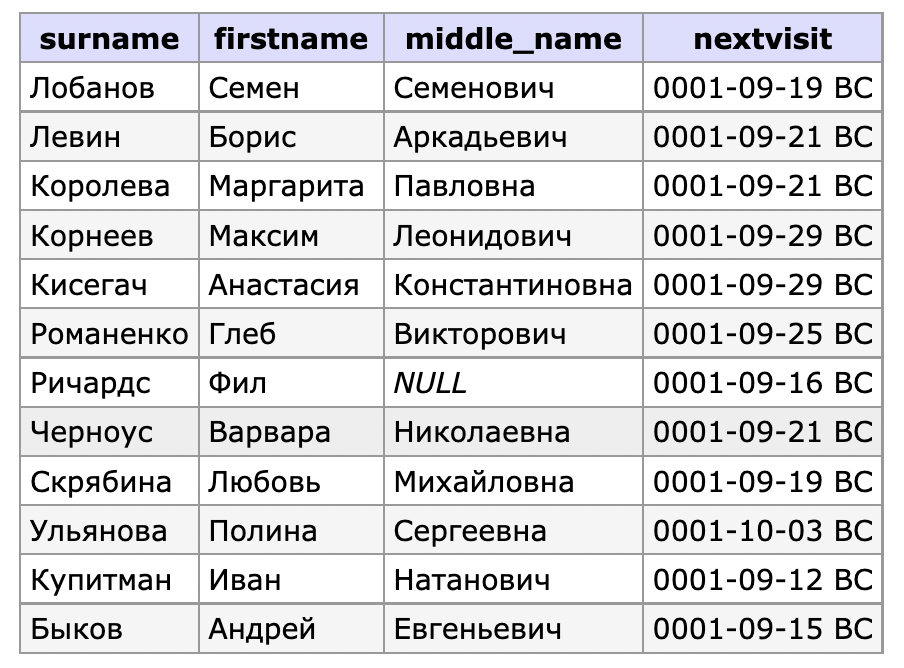 surname firstname middle_name nextvisit
Лобанов Семен Семенович 0001-09-19 BC
Левин Борис Аркадьевич 0001-09-21 BC
Королева Маргарита Павловна 0001-09-21 BC
Корнеев Максим Леонидович 0001-09-29 BC
Кисегач Анастасия Константиновна 0001-09-29 BC
Романенко Глеб Викторович 0001-09-25 BC
Ричардс Фил NULL 0001-09-16 BC
Черноус Варвара Николаевна 0001-09-21 BC
Скрябина Любовь Михайловна 0001-09-19 BC
Ульянова Полина Сергеевна 0001-10-03 BC
Купитман Иван Натанович 0001-09-12 BC
Быков Андрей Евгеньевич 0001-09-15 BC